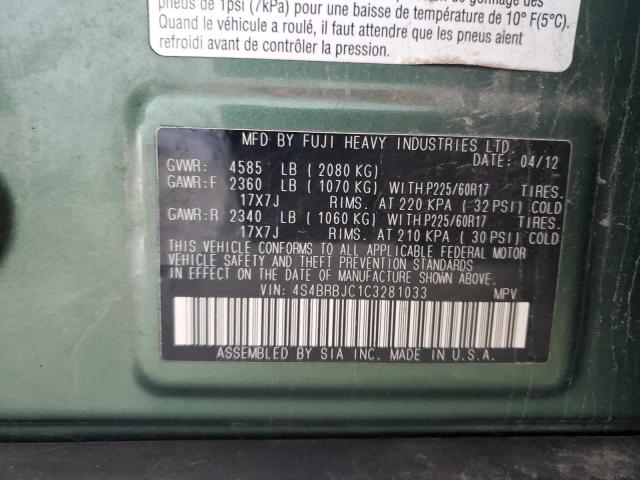 pneus de 1psi (7kPa) pour une baisse de température de 10° F(5°C).
Quand le véhicule a roulé, il faut attendre que les pneus aient
refroidi avant de contrôler la pression.
MFD BY FUJI HEAVY INDUSTRIES LTD.
DATE: 04/12
GVWR: 4585 LB ( 2080 KG)
GAWR:F 2360 LB ( 1070 KG) WITH P225/60R17 TIRES.
17X7J RIMS. AT 220 KPA ( 32 PSI) COLD
GAWR:R 2340 LB ( 1060 KG) WITH P225/60R17 TIRES.
17X7J RIMS. AT 210 KPA ( 30 PSI) COLD
THIS VEHICLE CONFORMS TO ALL APPLICABLE FEDERAL MOTOR
VEHICLE SAFETY AND THEFT PREVENTION STANDARDS
IN EFFECT ON THE DATE OF MANUFACTURE SHOWN ABOVE.
VIN: 4S4BRBJC1C3281033 MPV
ASSEMBLED BY SIA INC. MADE IN U.S.A.